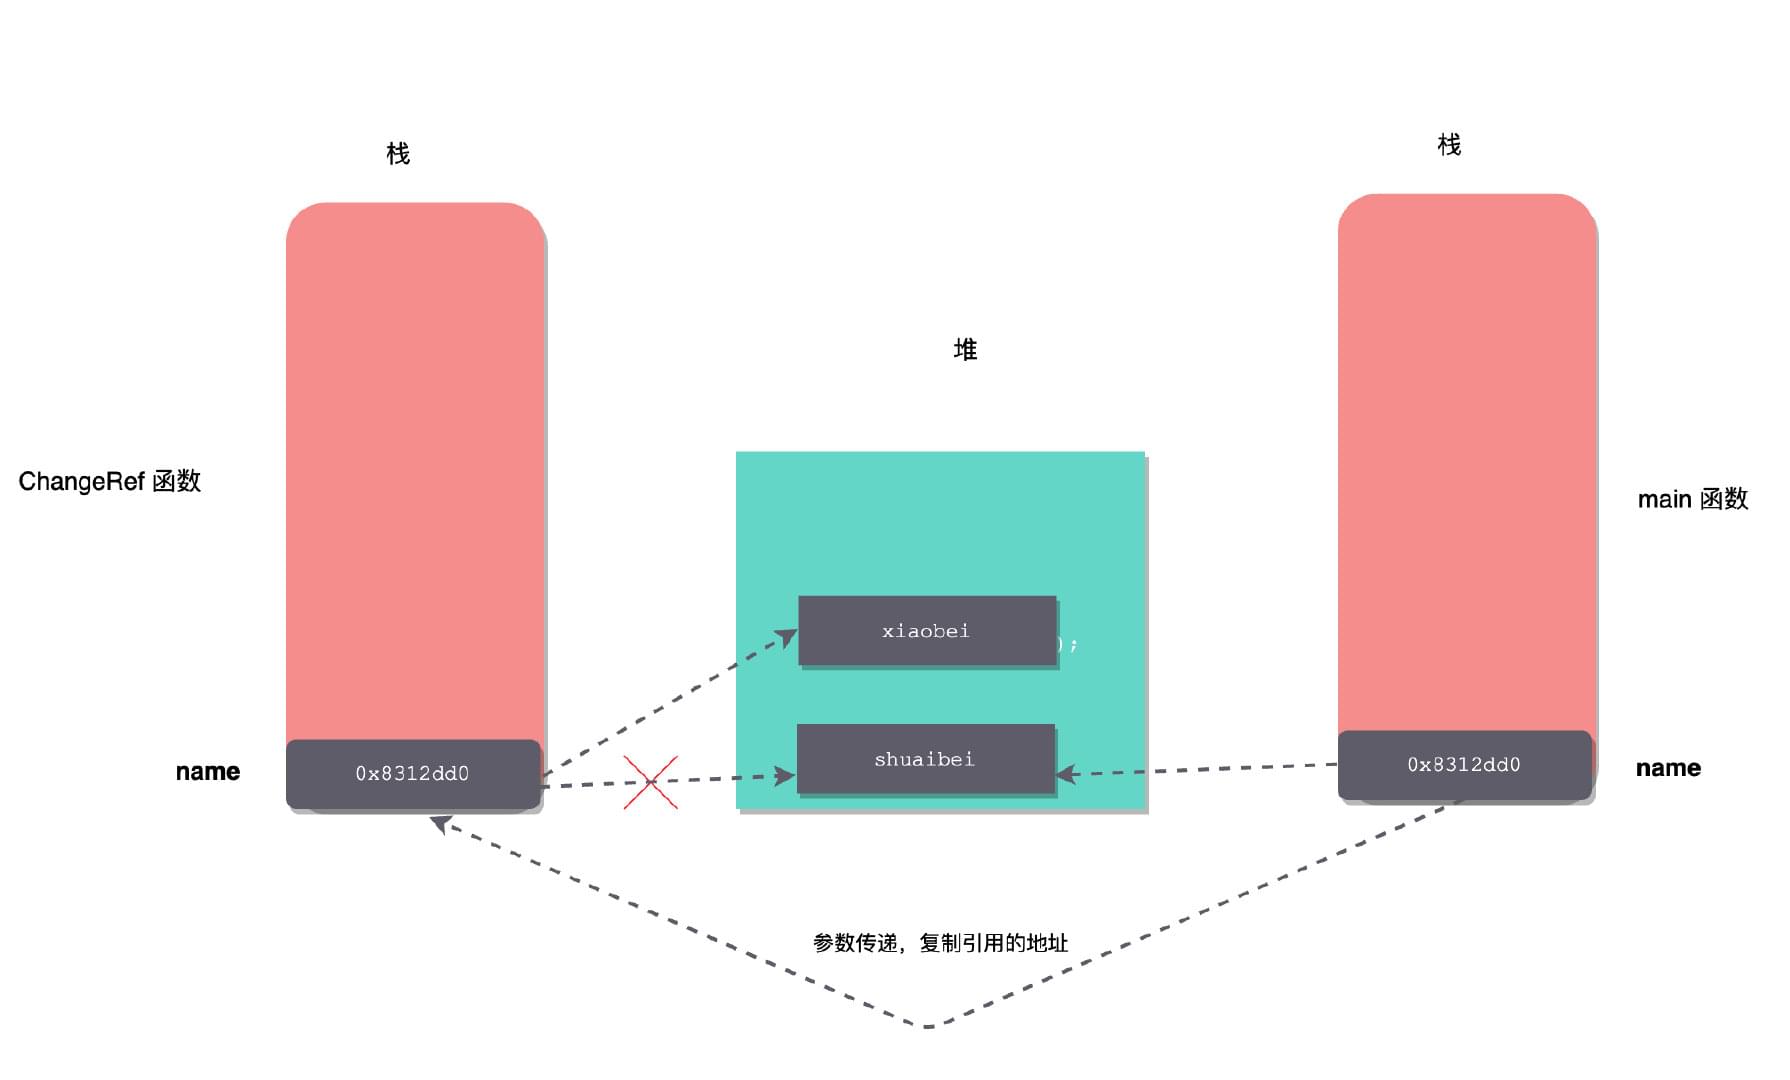 栈
栈
堆
ChangeRef 函数
main 函数
xiaobei
);
shuaibei
name
0x8312dd0
0x8312dd0
name
参数传递，复制引用的地址